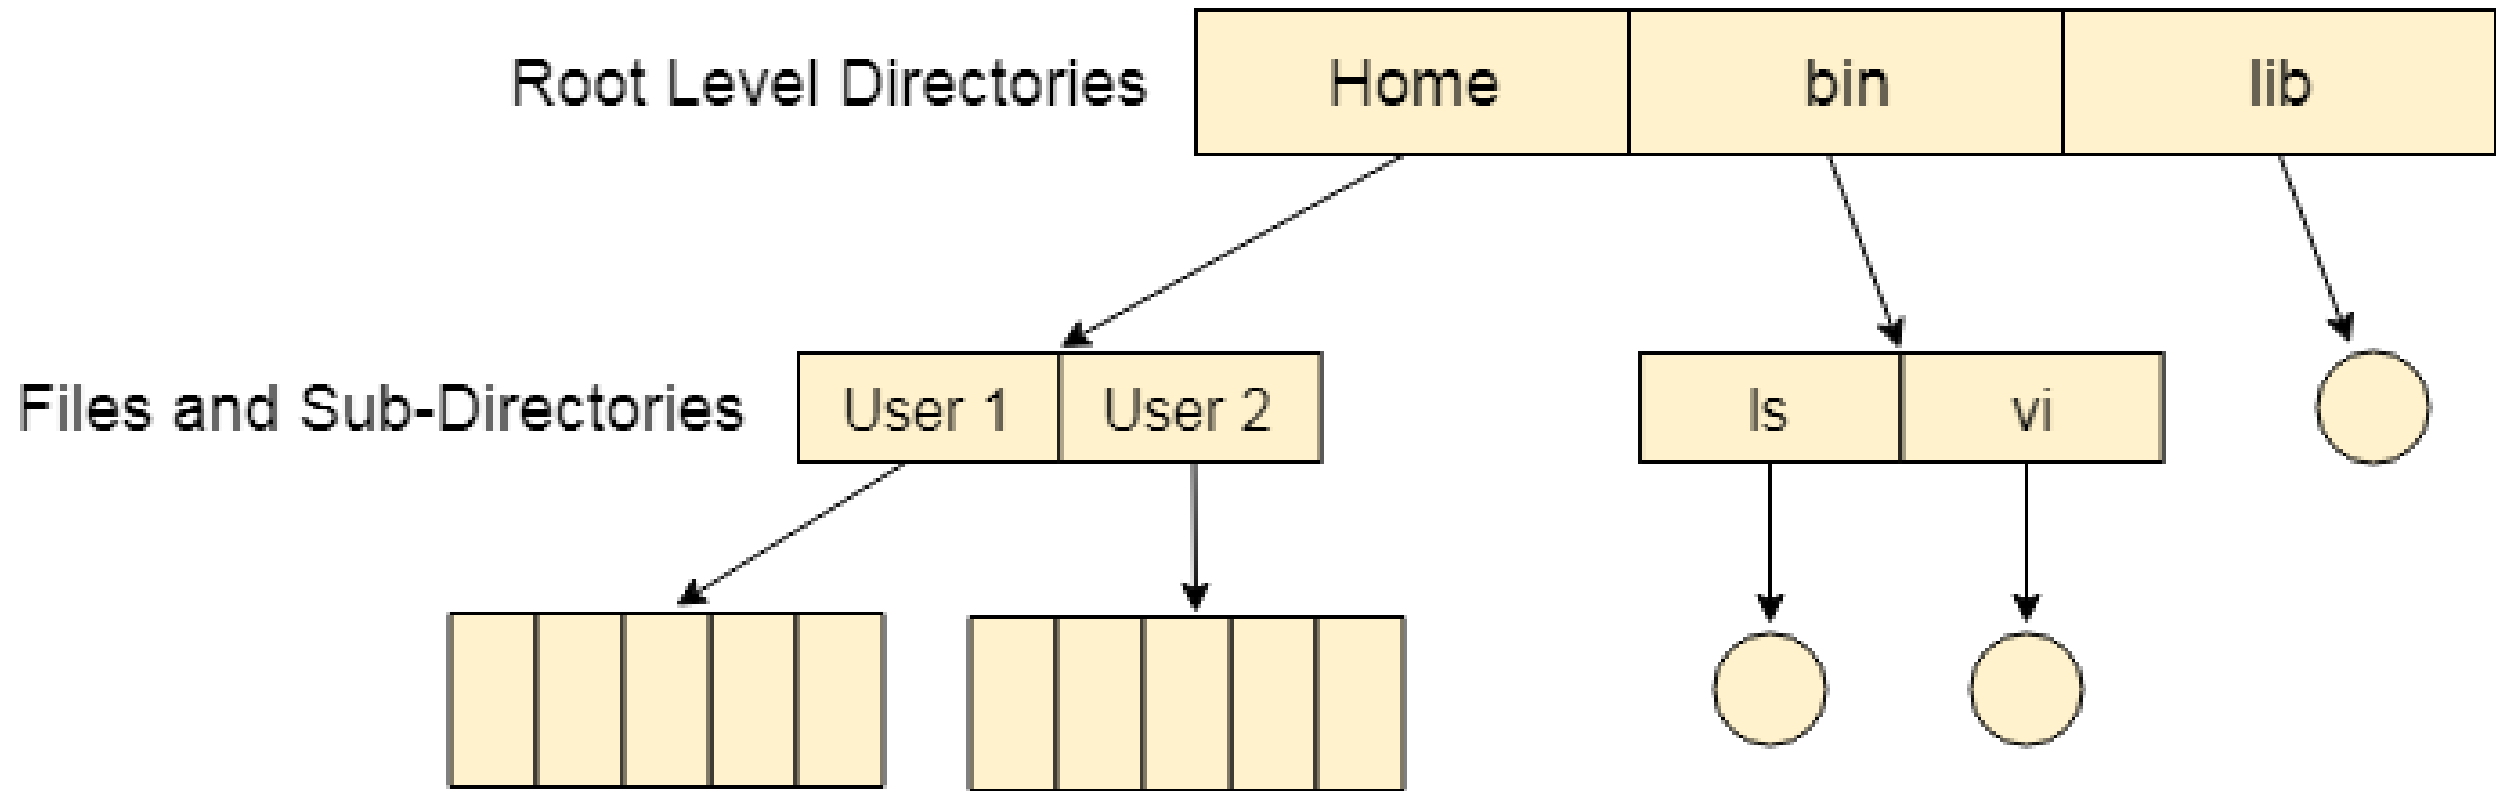 Root Level Directories
Home
bin
lib
Files and Sub-Directories
User 1
User 2
ls
vi